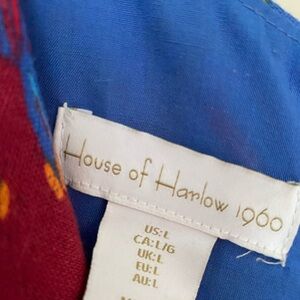 House of Harlow 1960
US:L
CA:L/G
UK:L
EU:L
AU:L